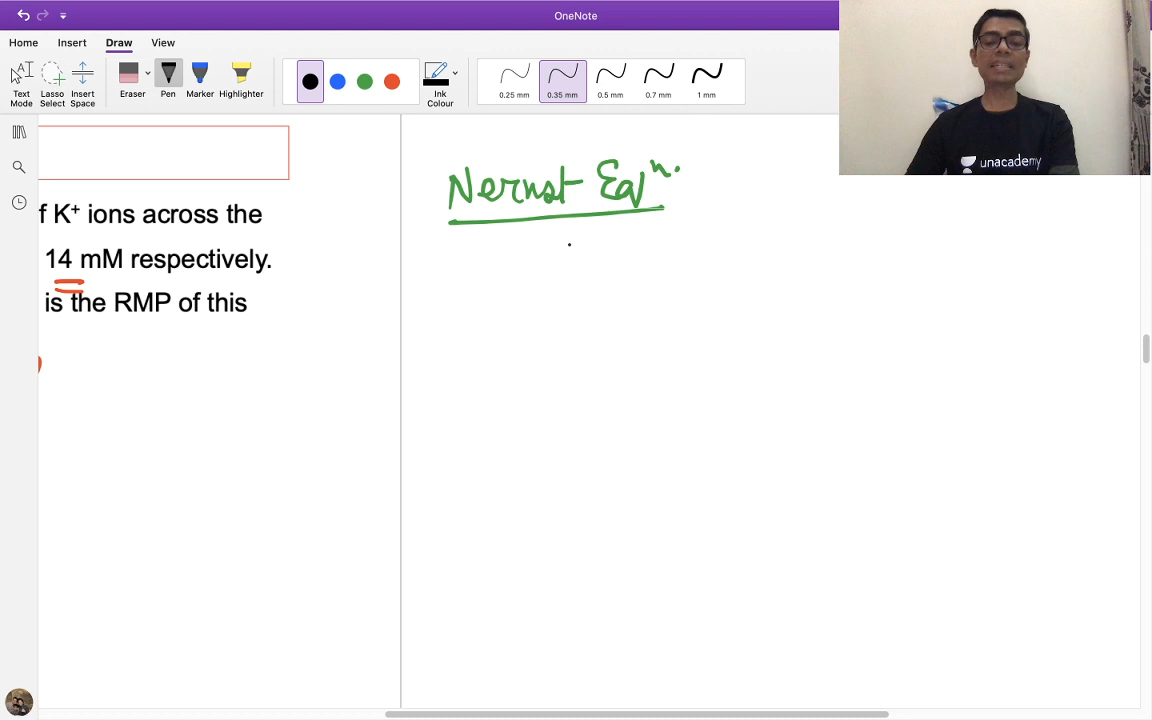 OneNote
Home Insert Draw View
Text Mode
Lasso Select
Insert Space
Eraser
Pen
Marker
Highlighter
Ink Colour
0.25 mm
0.35 mm
0.5 mm
0.7 mm
1 mm
unacademy
f K⁺ ions across the
14 mM respectively.
is the RMP of this
Nernst Eqⁿ.